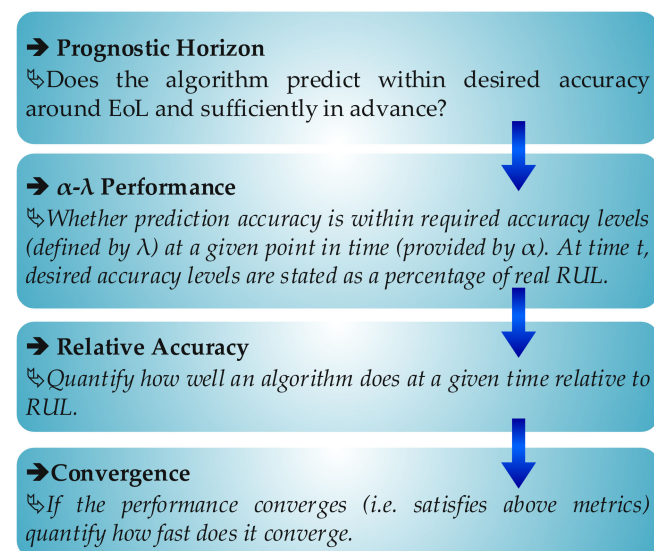 ➔ Prognostic Horizon
↪Does the algorithm predict within desired accuracy
around EoL and sufficiently in advance?
➔ α-λ Performance
↪Whether prediction accuracy is within required accuracy levels
(defined by λ) at a given point in time (provided by α). At time t,
desired accuracy levels are stated as a percentage of real RUL.
➔ Relative Accuracy
↪Quantify how well an algorithm does at a given time relative to
RUL.
➔Convergence
↪If the performance converges (i.e. satisfies above metrics)
quantify how fast does it converge.